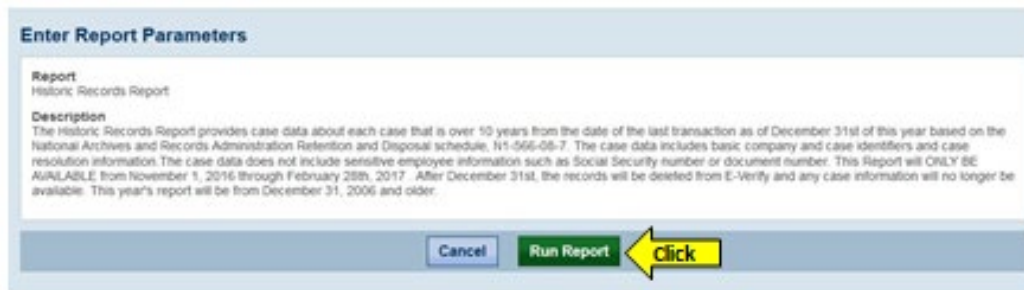 Enter Report Parameters
Report
Historic Records Report
Description
The Historic Records Report provides case data about each case that is over 10 years from the date of the last transaction as of December 31st of this year based on the
National Archives and Records Administration Retention and Disposal schedule, N1-566-08-7. The case data includes basic company and case identifiers and case
resolution information.The case data does not include sensitive employee information such as Social Security number or document number. This Report will ONLY BE
AVAILABLE from November 1, 2016 through February 28th, 2017 . After December 31st, the records will be deleted from E-Verify and any case information will no longer be
available. This year's report will be from December 31, 2006 and older.
Cancel
Run Report
Click